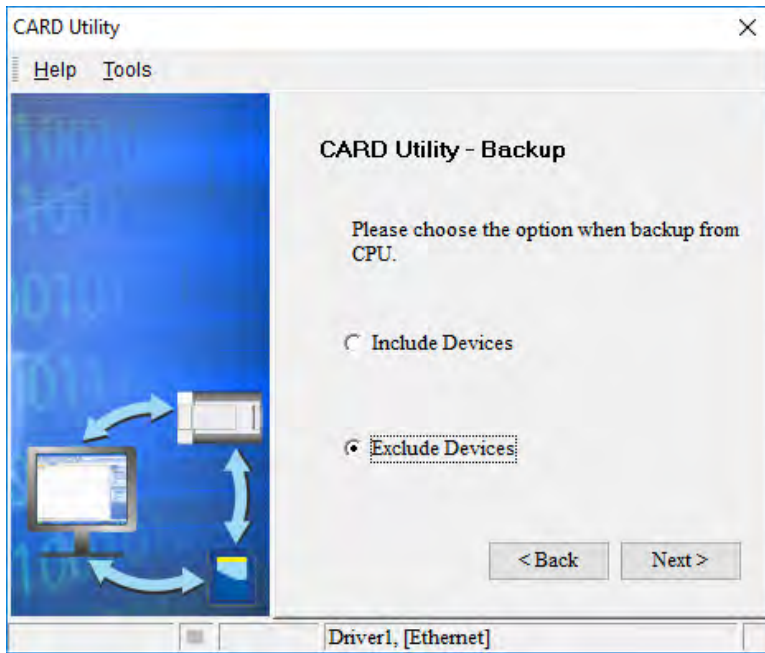 CARD Utility
Help Tools
CARD Utility - Backup
Please choose the option when backup from
CPU.
Include Devices
Exclude Devices
< Back Next >
Driver1, [Ethernet]